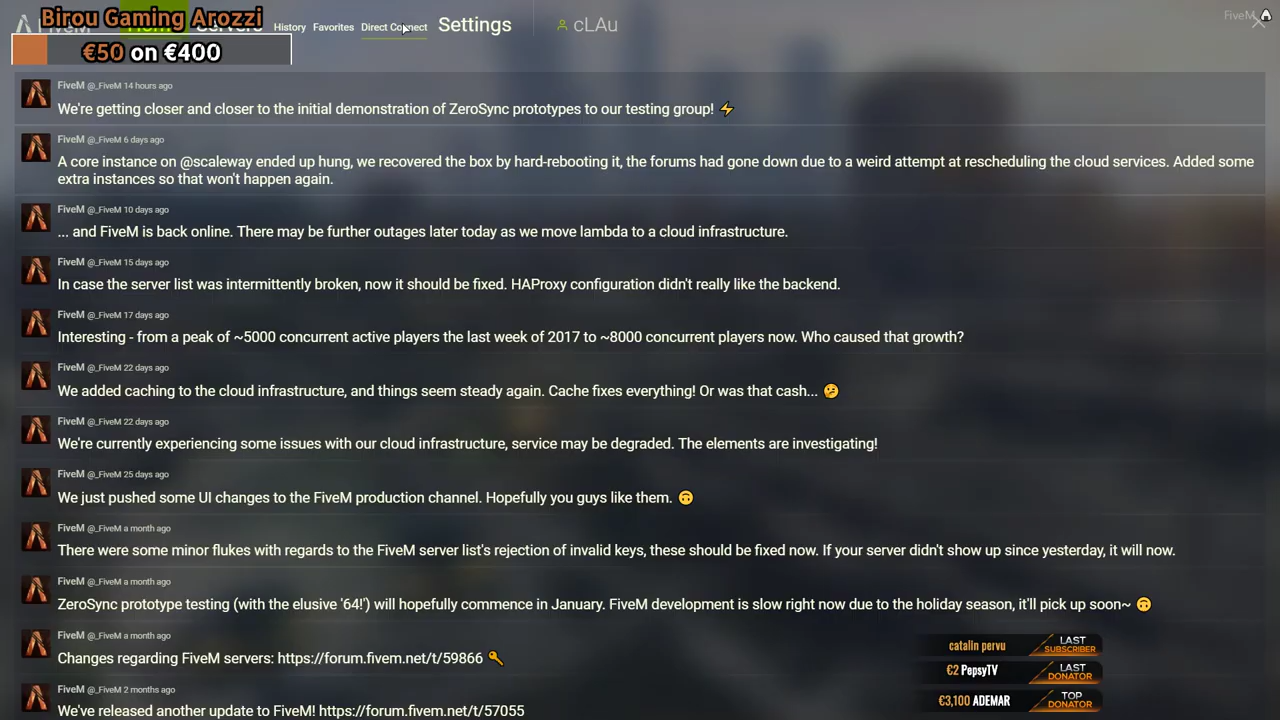 Birou Gaming Arozzi
FiveM Home Servers History Favorites Direct Connect Settings cLAu FiveM
€50 on €400
FiveM @_FiveM 14 hours ago
We're getting closer and closer to the initial demonstration of ZeroSync prototypes to our testing group! ⚡
FiveM @_FiveM 6 days ago
A core instance on @scaleway ended up hung, we recovered the box by hard-rebooting it, the forums had gone down due to a weird attempt at rescheduling the cloud services. Added some
extra instances so that won't happen again.
FiveM @_FiveM 10 days ago
... and FiveM is back online. There may be further outages later today as we move lambda to a cloud infrastructure.
FiveM @_FiveM 15 days ago
In case the server list was intermittently broken, now it should be fixed. HAProxy configuration didn't really like the backend.
FiveM @_FiveM 17 days ago
Interesting - from a peak of ~5000 concurrent active players the last week of 2017 to ~8000 concurrent players now. Who caused that growth?
FiveM @_FiveM 22 days ago
We added caching to the cloud infrastructure, and things seem steady again. Cache fixes everything! Or was that cash... 🤔
FiveM @_FiveM 22 days ago
We're currently experiencing some issues with our cloud infrastructure, service may be degraded. The elements are investigating!
FiveM @_FiveM 25 days ago
We just pushed some UI changes to the FiveM production channel. Hopefully you guys like them. 🙃
FiveM @_FiveM a month ago
There were some minor flukes with regards to the FiveM server list's rejection of invalid keys, these should be fixed now. If your server didn't show up since yesterday, it will now.
FiveM @_FiveM a month ago
ZeroSync prototype testing (with the elusive '64!') will hopefully commence in January. FiveM development is slow right now due to the holiday season, it'll pick up soon~ 🙃
FiveM @_FiveM a month ago
Changes regarding FiveM servers: https://forum.fivem.net/t/59866 🔑
FiveM @_FiveM 2 months ago
We've released another update to FiveM! https://forum.fivem.net/t/57055
catalin pervu LAST SUBSCRIBER
€2 PepsyTV LAST DONATOR
€3,100 ADEMAR TOP DONATOR